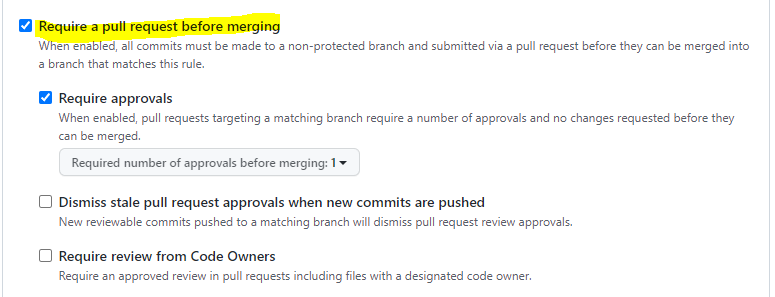 Require a pull request before merging
When enabled, all commits must be made to a non-protected branch and submitted via a pull request before they can be merged into
a branch that matches this rule.
Require approvals
When enabled, pull requests targeting a matching branch require a number of approvals and no changes requested before they
can be merged.
Required number of approvals before merging: 1
Dismiss stale pull request approvals when new commits are pushed
New reviewable commits pushed to a matching branch will dismiss pull request review approvals.
Require review from Code Owners
Require an approved review in pull requests including files with a designated code owner.